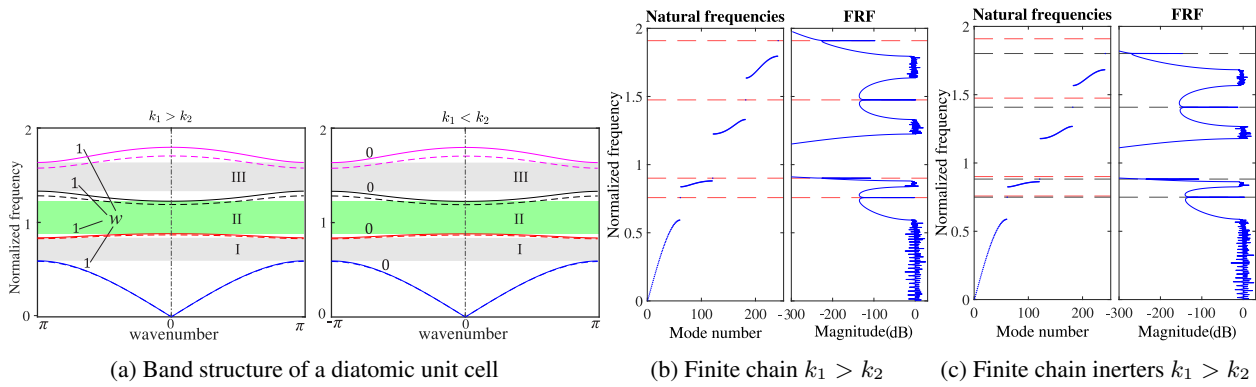 k₁ > k₂
k₁ < k₂
Normalized frequency
2
1
0
1
1
1
1
𝒲
III
II
I
π
0
π
wavenumber
2
1
0
0
0
0
0
III
II
I
-π
0
π
wavenumber
(a) Band structure of a diatomic unit cell
Natural frequencies
FRF
Normalized frequency
2
1.5
1
0.5
0
0 100 200
Mode number
-300 -200 -100 0
Magnitude(dB)
(b) Finite chain k₁ > k₂
Natural frequencies
FRF
Normalized frequency
2
1.5
1
0.5
0
0 100 200
Mode number
-300 -200 -100 0
Magnitude(dB)
(c) Finite chain inerters k₁ > k₂